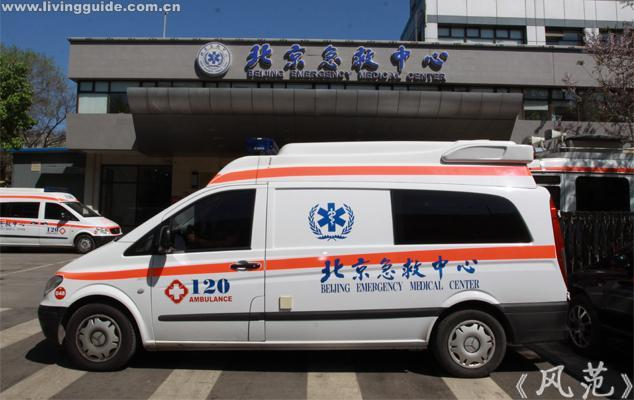 www.livingguide.com.cn
北京急救中心
BEIJING EMERGENCY MEDICAL CENTER
120
120
AMBULANCE
北京急救中心
BEIJING EMERGENCY MEDICAL CENTER
《风范》